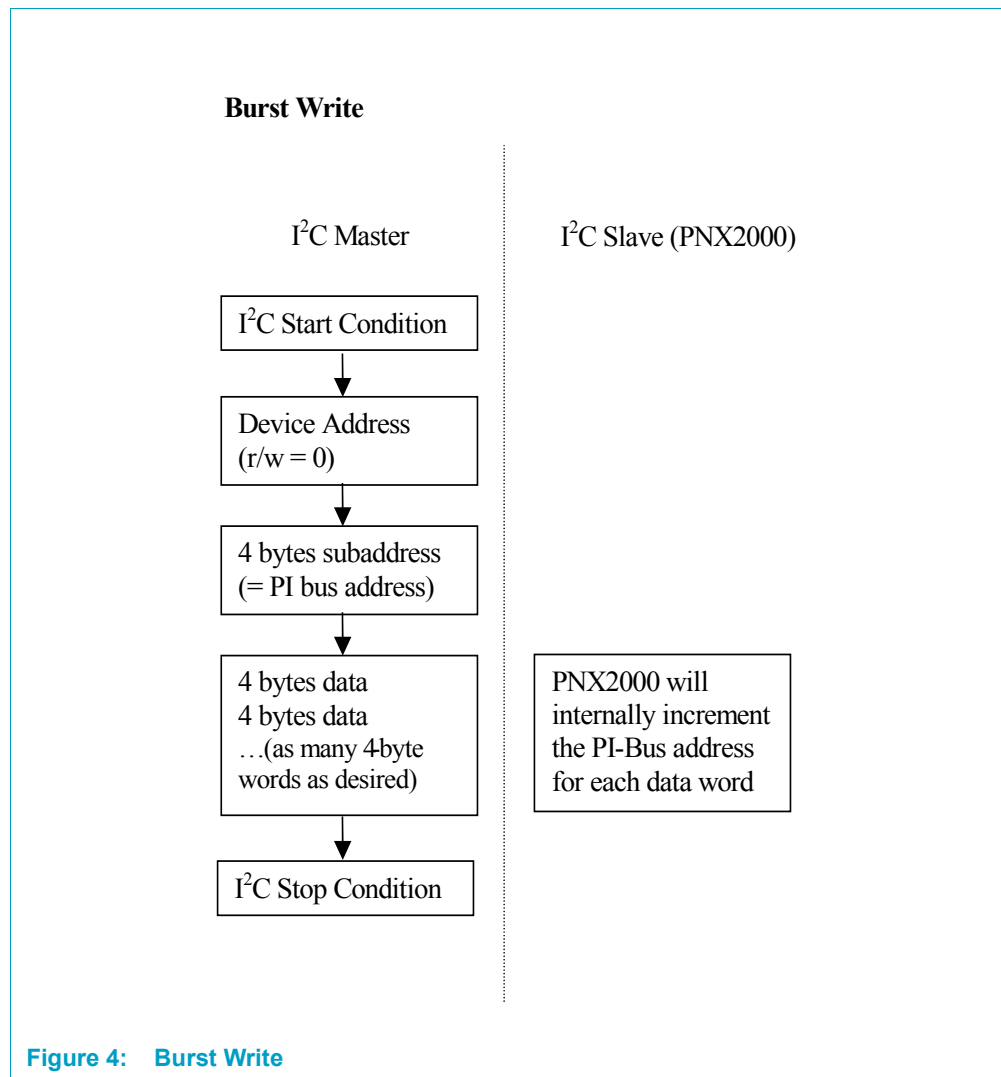 Burst Write
I²C Master
I²C Slave (PNX2000)
I²C Start Condition
Device Address
(r/w = 0)
4 bytes subaddress
(= PI bus address)
4 bytes data
4 bytes data
…(as many 4-byte
words as desired)
PNX2000 will
internally increment
the PI-Bus address
for each data word
I²C Stop Condition
Figure 4: Burst Write